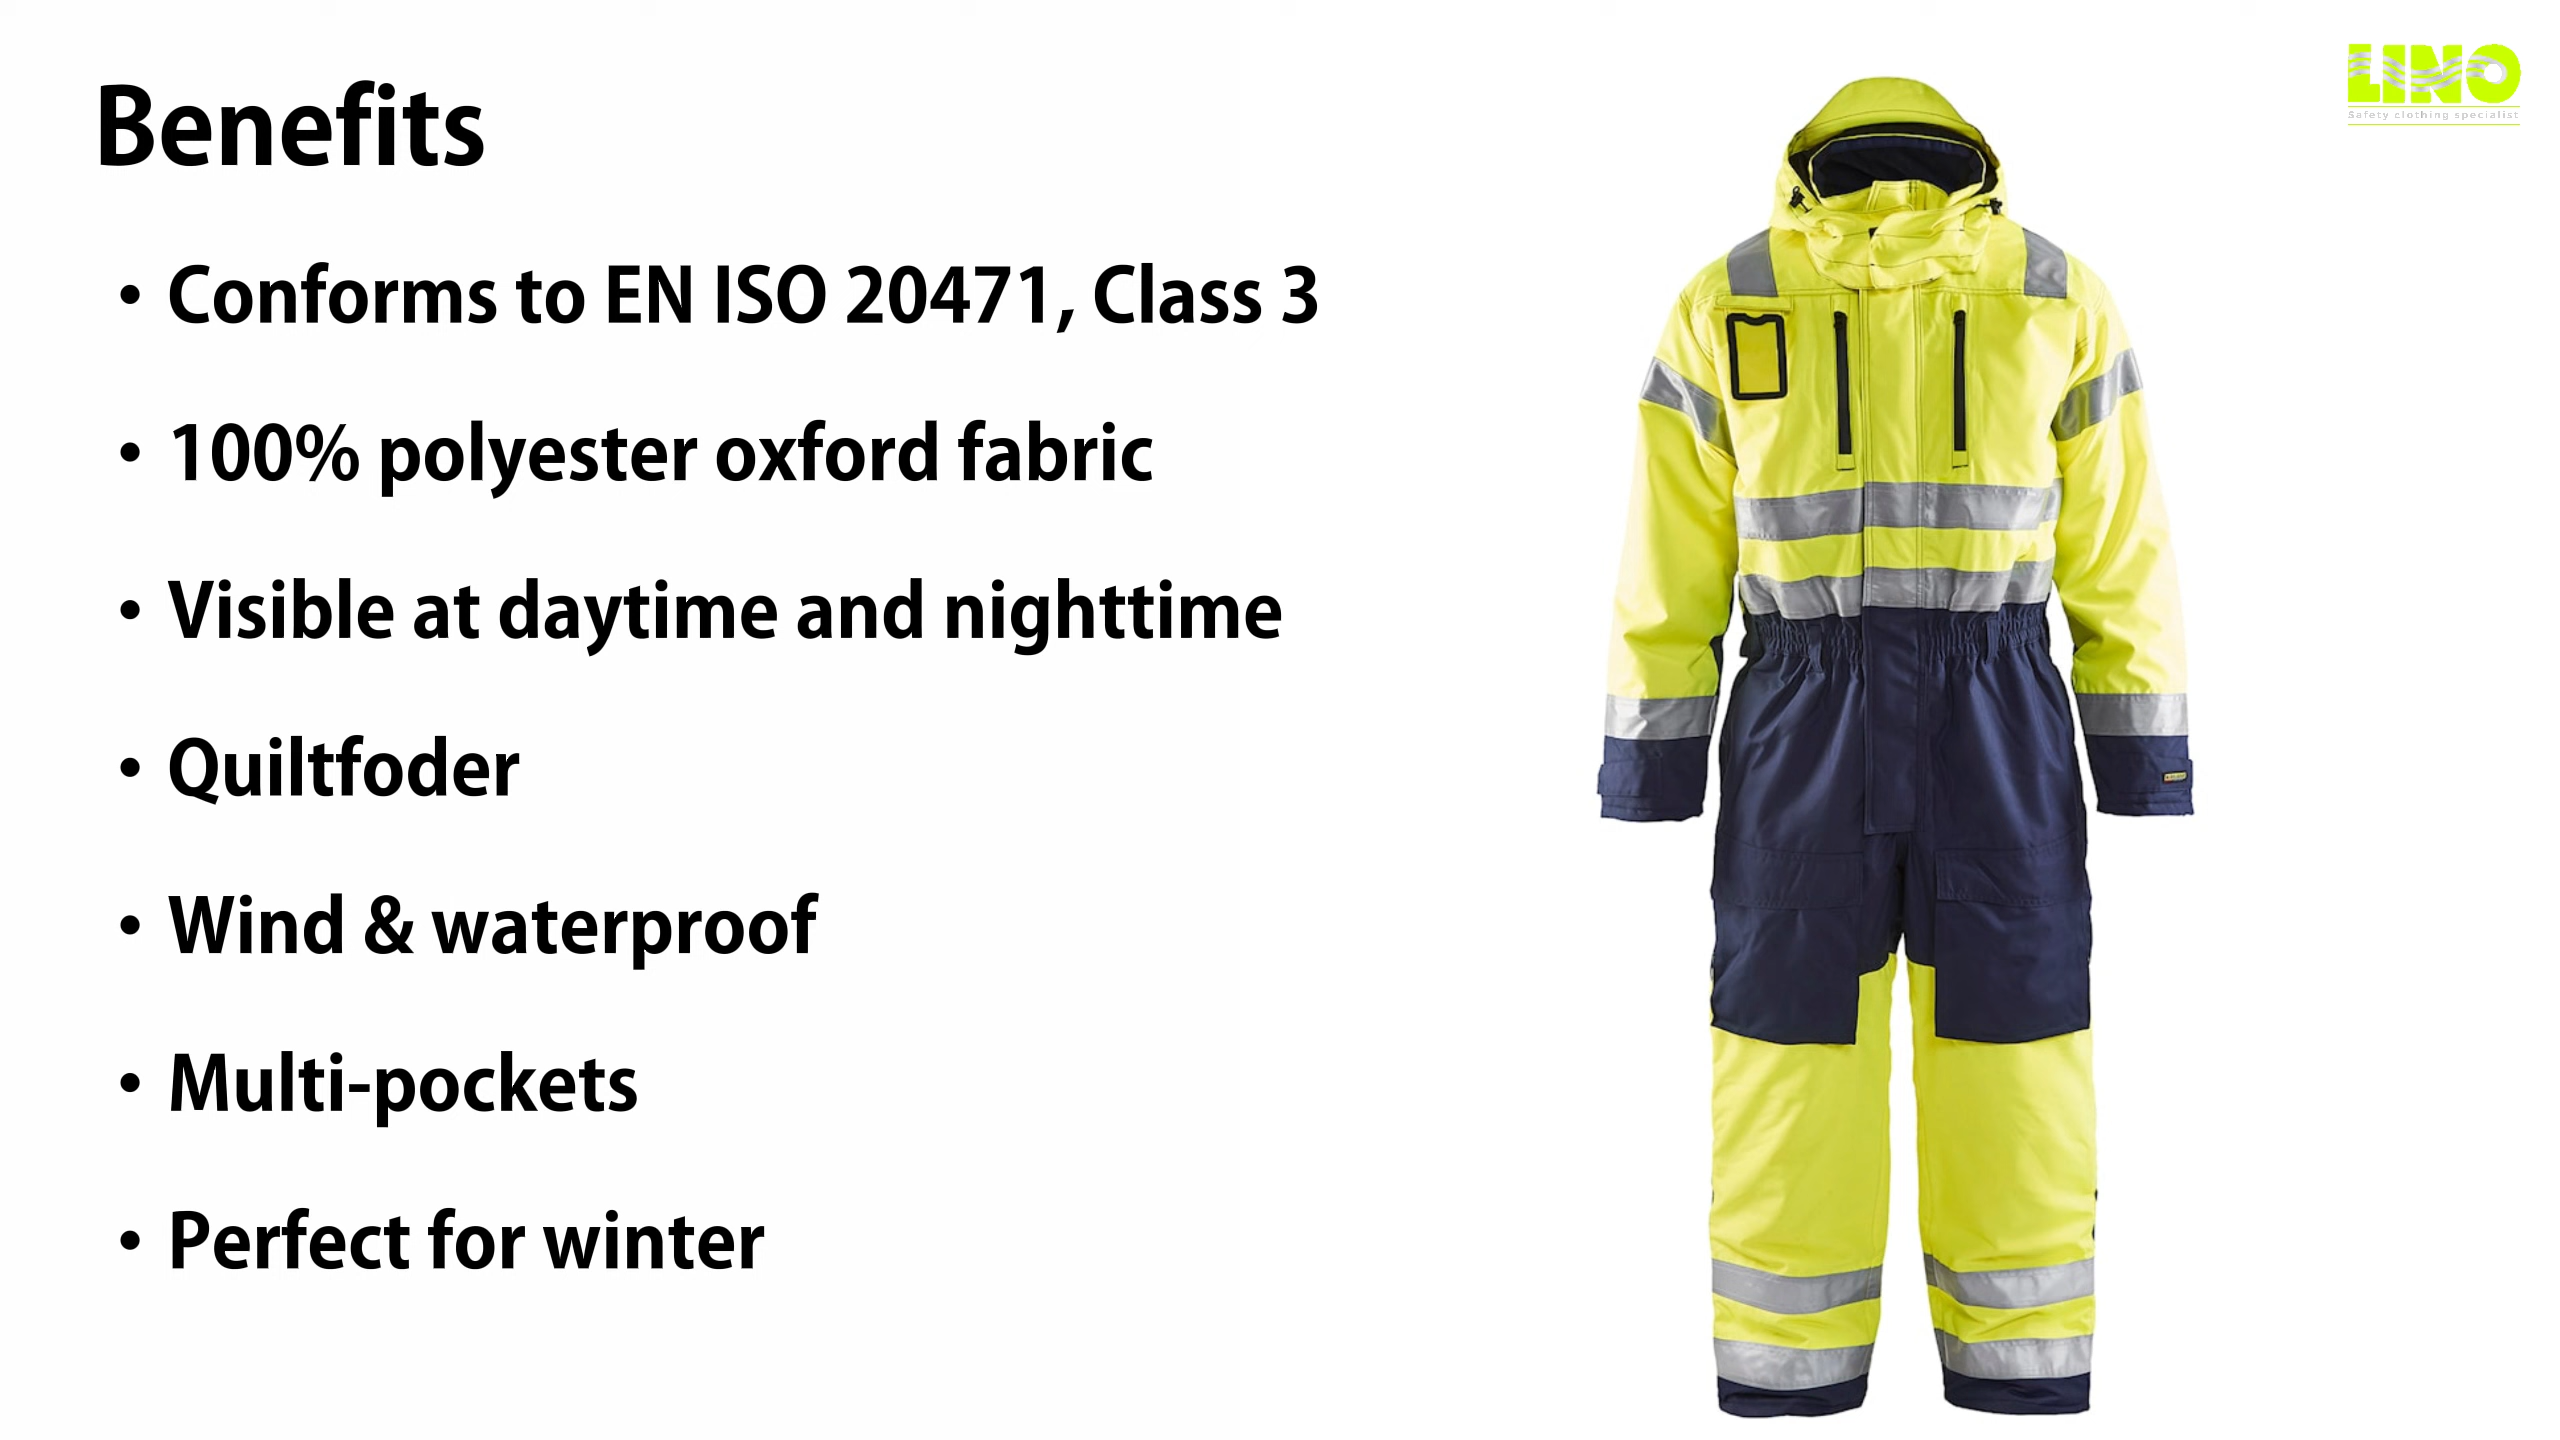 LINO
Safety clothing specialist
Benefits
• Conforms to EN ISO 20471, Class 3
• 100% polyester oxford fabric
• Visible at daytime and nighttime
• Quiltfoder
• Wind & waterproof
• Multi-pockets
• Perfect for winter